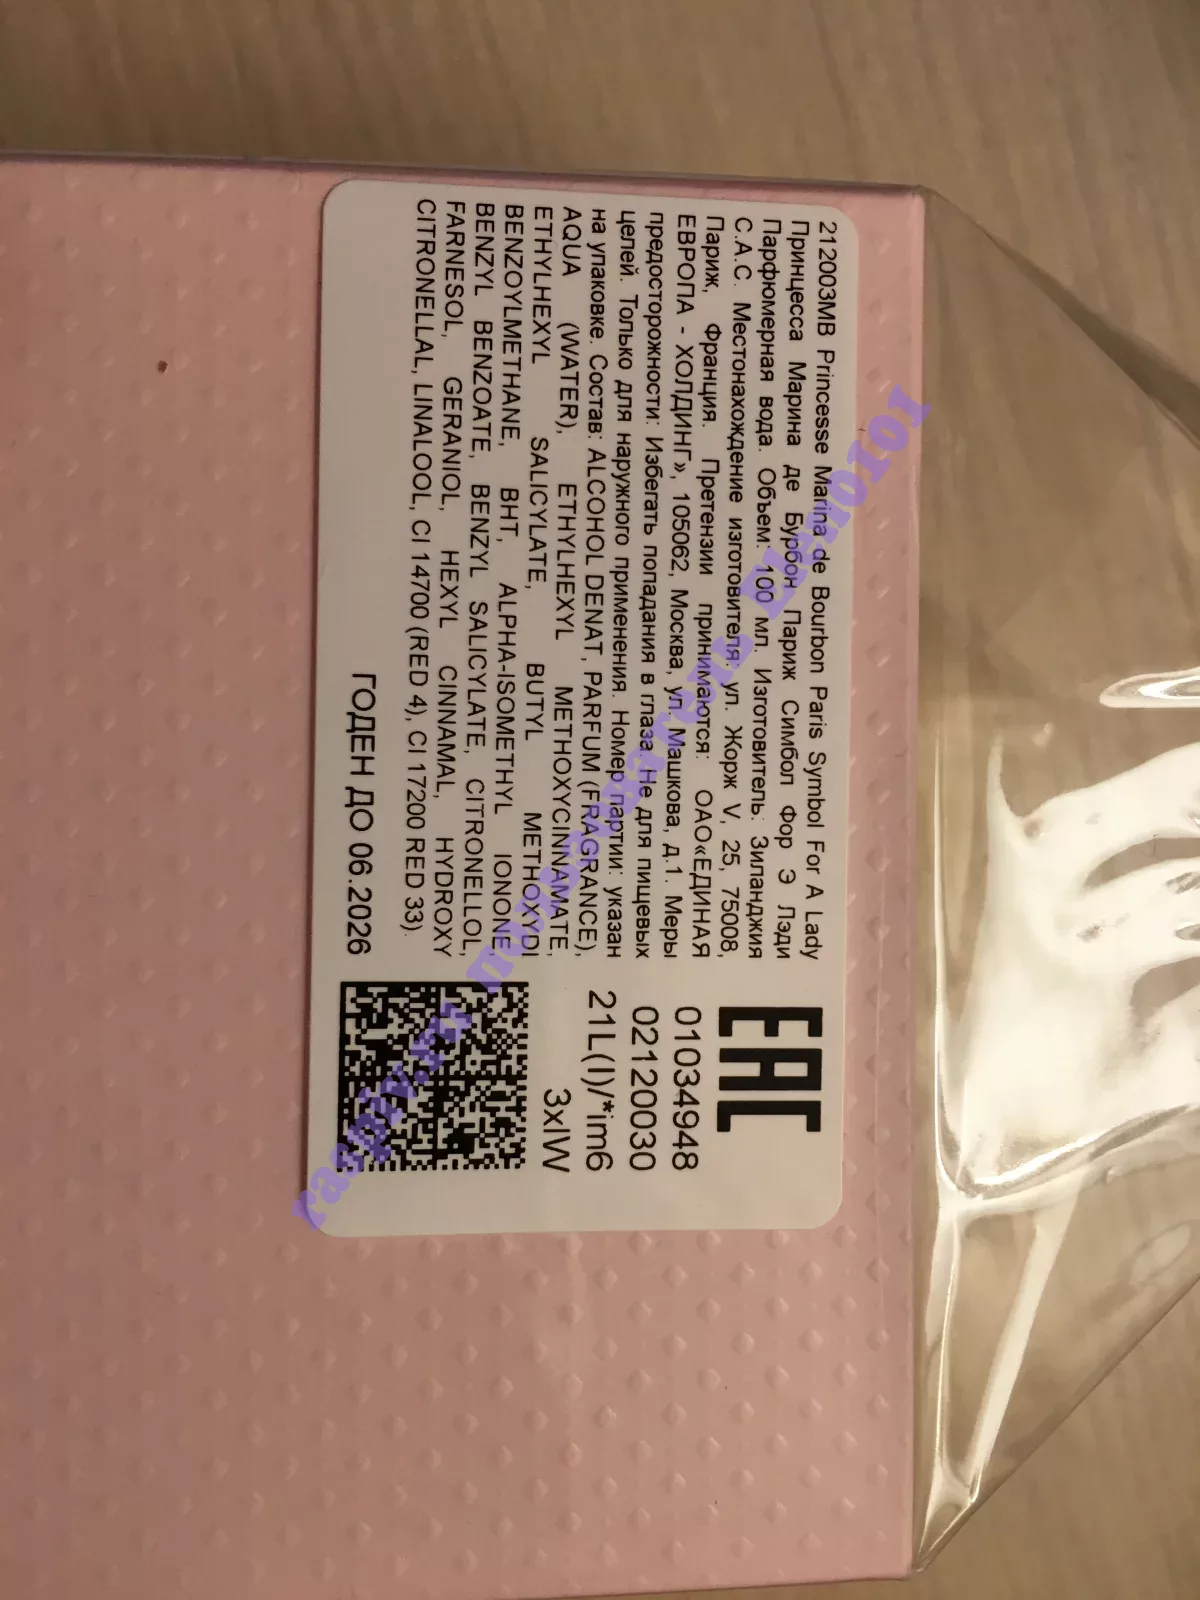 212003MB Princesse Marina de Bourbon Paris Symbol For A Lady
Принцесса Марина де Бурбон Париж Симбол Фор Э Лэди
Парфюмерная вода. Объем: 100 мл. Изготовитель: Зиланджия
С.А.С. Местонахождение изготовителя: ул. Жорж V, 25, 75008,
Париж, Франция. Претензии принимаются: ОАО«ЕДИНАЯ
ЕВРОПА - ХОЛДИНГ», 105062, Москва, ул. Машкова, д.1. Меры
предосторожности: Избегать попадания в глаза. Не для пищевых
целей. Только для наружного применения. Номер партии: указан
на упаковке. Состав: ALCOHOL DENAT, PARFUM (FRAGRANCE),
AQUA (WATER), ETHYLHEXYL METHOXYCINNAMATE,
ETHYLHEXYL SALICYLATE, BUTYL METHOXYDI
BENZOYLMETHANE, BHT, ALPHA-ISOMETHYL IONONE,
BENZYL BENZOATE, BENZYL SALICYLATE, CITRONELLOL,
FARNESOL, GERANIOL, HEXYL CINNAMAL, HYDROXY
CITRONELLAL, LINALOOL, CI 14700 (RED 4), CI 17200 RED 33).
ГОДЕН ДО 06.2026
EAC
01034948
02120030
21L(I)/*im6
3xIW
raspiv.ru Elen0101